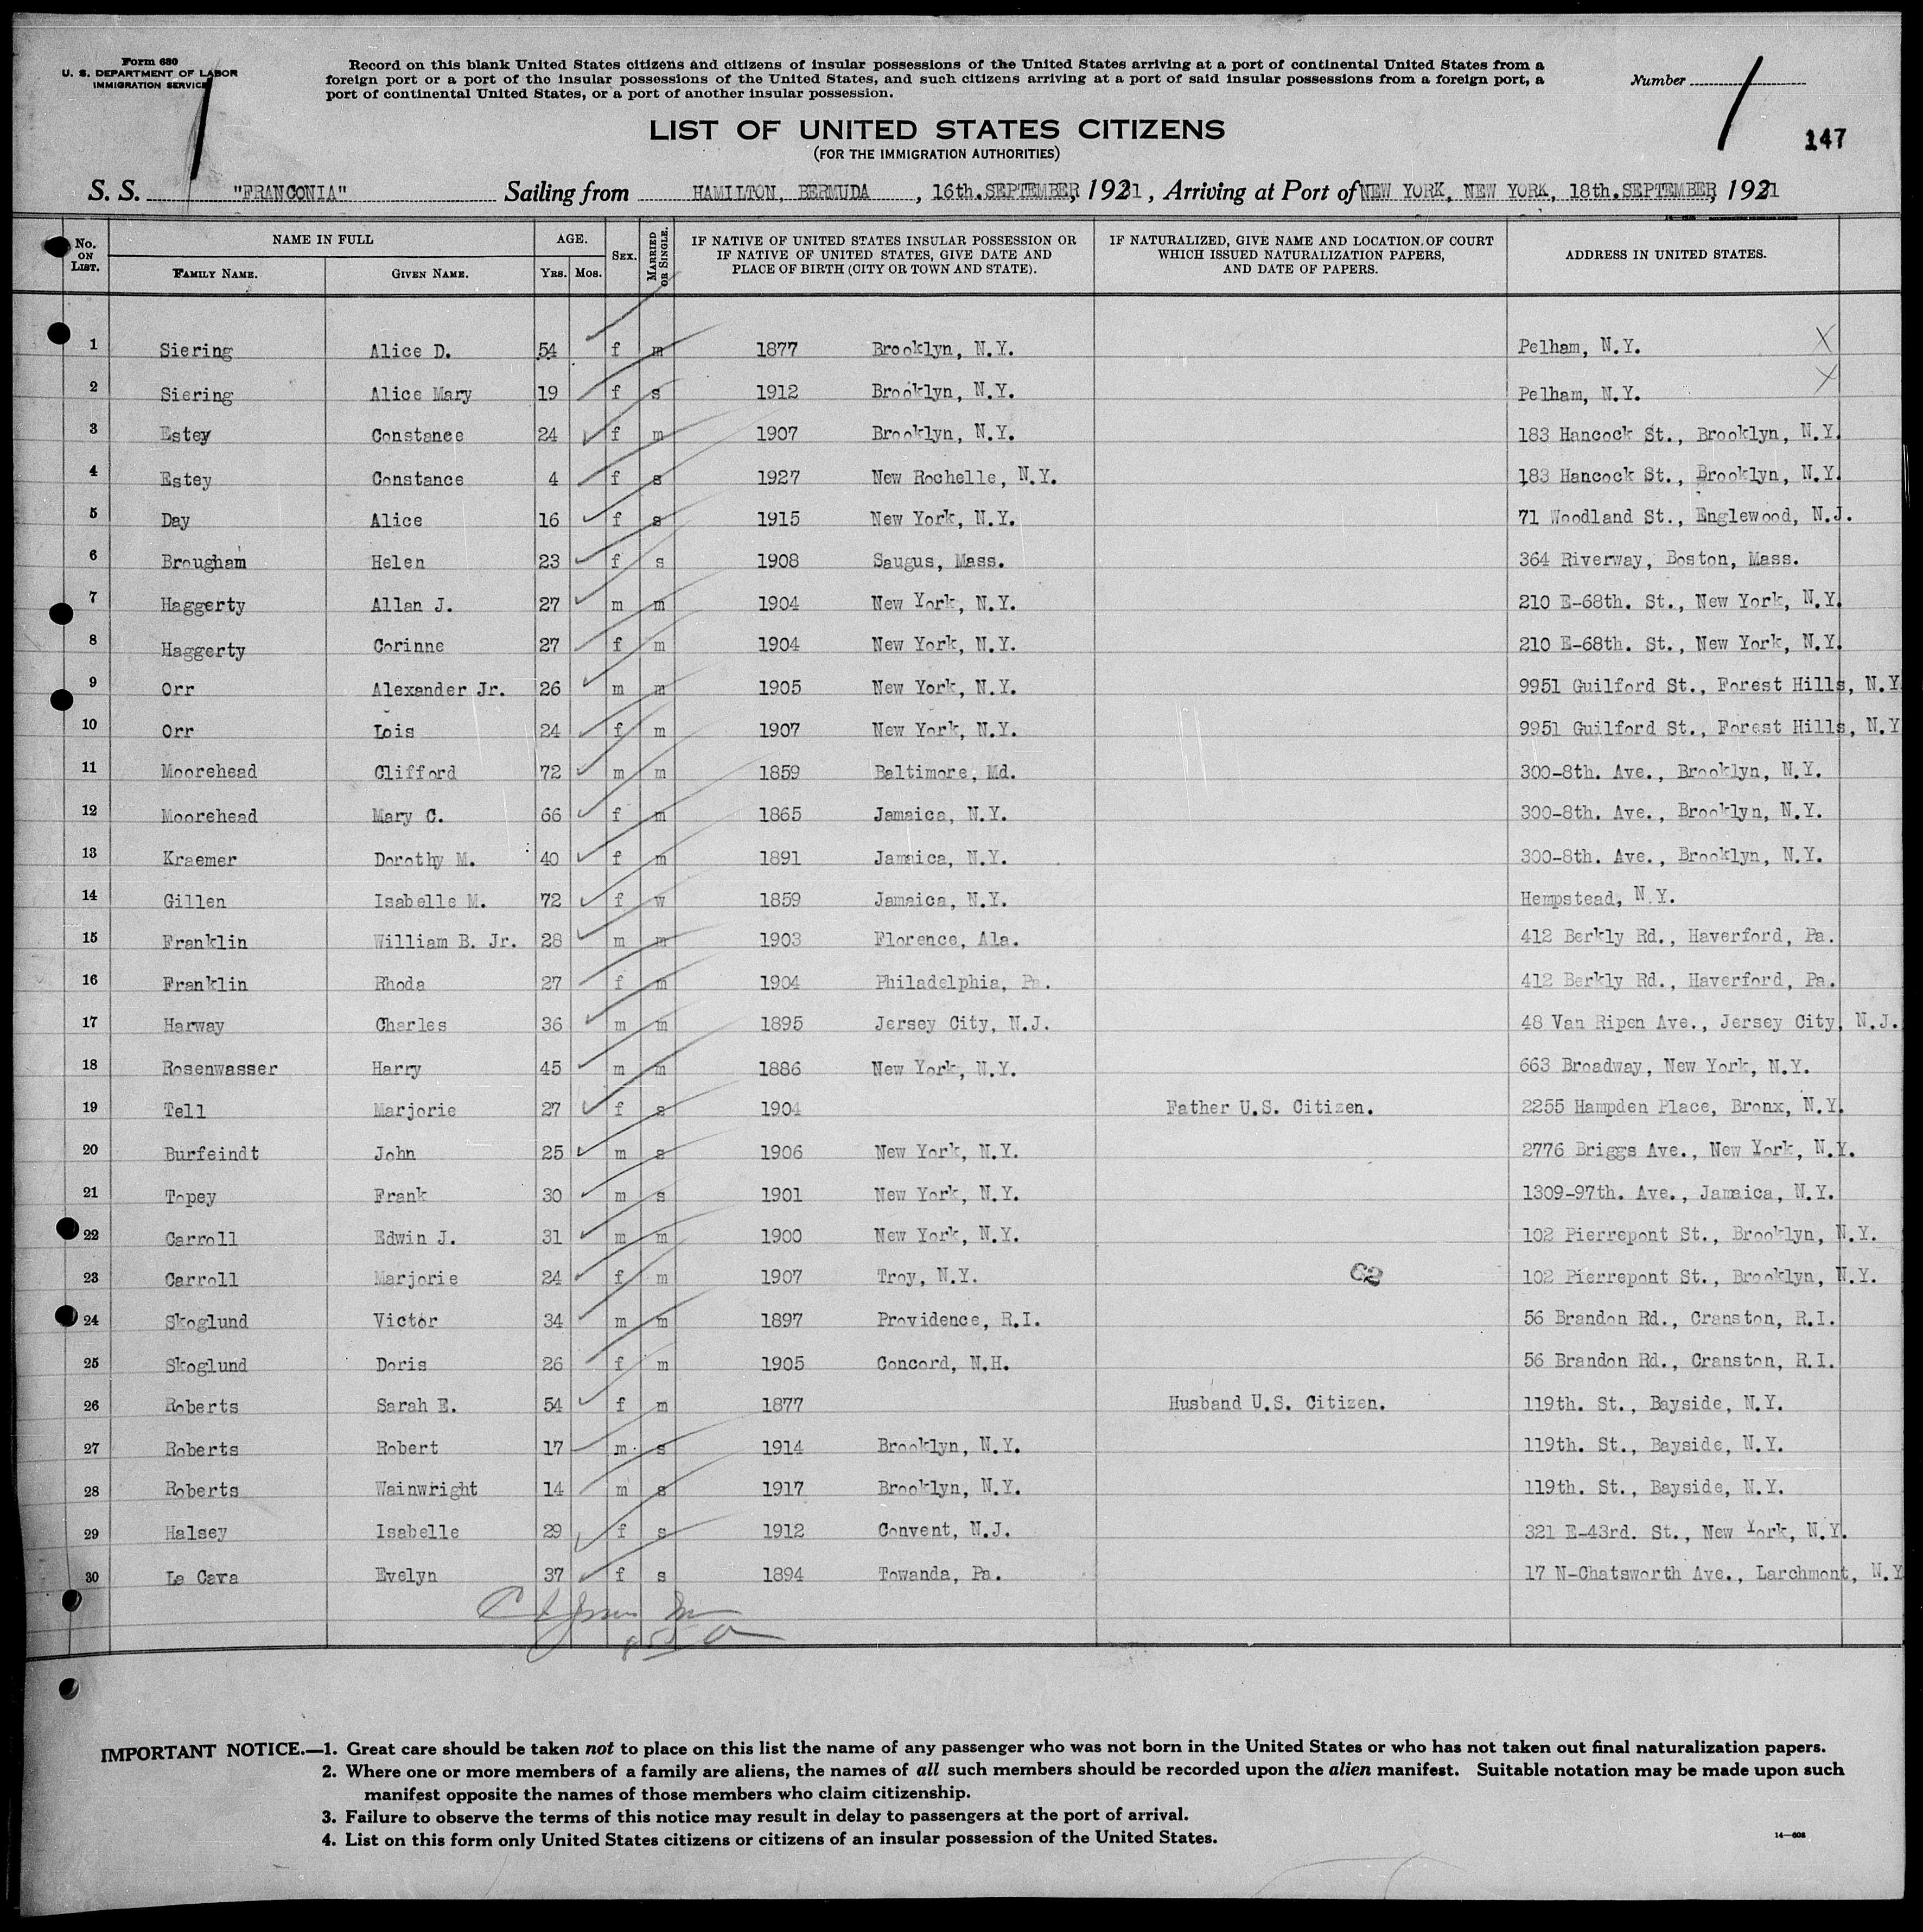 Form 630
U. S. DEPARTMENT OF LABOR
IMMIGRATION SERVICE
Record on this blank United States citizens and citizens of insular possessions of the United States arriving at a port of continental United States from a
foreign port or a port of the insular possessions of the United States, and such citizens arriving at a port of said insular possessions from a foreign port, a
port of continental United States, or a port of another insular possession.
Number
147
LIST OF UNITED STATES CITIZENS
(FOR THE IMMIGRATION AUTHORITIES)
S. S. "FRANCONIA" Sailing from HAMILTON, BERMUDA, 16th. SEPTEMBER, 1931, Arriving at Port of NEW YORK, NEW YORK, 18th. SEPTEMBER, 1931
No. ON LIST. NAME IN FULL FAMILY NAME. GIVEN NAME. AGE. YRS. MOS. SEX. MARRIED OR SINGLE. IF NATIVE OF UNITED STATES INSULAR POSSESSION OR IF NATIVE OF UNITED STATES, GIVE DATE AND PLACE OF BIRTH (CITY OR TOWN AND STATE). IF NATURALIZED, GIVE NAME AND LOCATION OF COURT WHICH ISSUED NATURALIZATION PAPERS, AND DATE OF PAPERS. ADDRESS IN UNITED STATES.
1 Siering Alice D. 54 f m 1877 Brooklyn, N.Y. Pelham, N.Y. X
2 Siering Alice Mary 19 f s 1912 Brooklyn, N.Y. Pelham, N.Y. X
3 Estey Constance 24 f m 1907 Brooklyn, N.Y. 183 Hancock St., Brooklyn, N.Y.
4 Estey Constance 4 f s 1927 New Rochelle, N.Y. 183 Hancock St., Brooklyn, N.Y.
5 Day Alice 16 f s 1915 New York, N.Y. 71 Woodland St., Englewood, N.J.
6 Brougham Helen 23 f s 1908 Saugus, Mass. 364 Riverway, Boston, Mass.
7 Haggerty Allan J. 27 m m 1904 New York, N.Y. 210 E-68th. St., New York, N.Y.
8 Haggerty Corinne 27 f m 1904 New York, N.Y. 210 E-68th. St., New York, N.Y.
9 Orr Alexander Jr. 26 m m 1905 New York, N.Y. 9951 Guilford St., Forest Hills, N.Y.
10 Orr Lois 24 f m 1907 New York, N.Y. 9951 Guilford St., Forest Hills, N.Y
11 Moorehead Clifford 72 m m 1859 Baltimore, Md. 300-8th. Ave., Brooklyn, N.Y.
12 Moorehead Mary C. 66 f m 1865 Jamaica, N.Y. 300-8th. Ave., Brooklyn, N.Y.
13 Kraemer Dorothy M. 40 f m 1891 Jamaica, N.Y. 300-8th. Ave., Brooklyn, N.Y.
14 Gillen Isabelle M. 72 f w 1859 Jamaica, N.Y. Hempstead, N.Y.
15 Franklin William B. Jr. 28 m m 1903 Florence, Ala. 412 Berkly Rd., Haverford, Pa.
16 Franklin Rhoda 27 f m 1904 Philadelphia, Pa. 412 Berkly Rd., Haverford, Pa.
17 Harway Charles 36 m m 1895 Jersey City, N.J. 48 Van Ripen Ave., Jersey City, N.J.
18 Rosenwasser Harry 45 m m 1886 New York, N.Y. 663 Broadway, New York, N.Y.
19 Tell Marjorie 27 f s 1904 Father U.S. Citizen. 2255 Hampden Place, Bronx, N.Y.
20 Burfeindt John 25 m s 1906 New York, N.Y. 2776 Briggs Ave., New York, N.Y.
21 Topey Frank 30 m s 1901 New York, N.Y. 1309-97th. Ave., Jamaica, N.Y.
22 Carroll Edwin J. 31 m m 1900 New York, N.Y. 102 Pierrepont St., Brooklyn, N.Y.
23 Carroll Marjorie 24 f m 1907 Troy, N.Y. 62 102 Pierrepont St., Brooklyn, N.Y.
24 Skoglund Victor 34 m m 1897 Providence, R.I. 56 Brandon Rd., Cranston, R.I.
25 Skoglund Doris 26 f m 1905 Concord, N.H. 56 Brandon Rd., Cranston, R.I.
26 Roberts Sarah E. 54 f m 1877 Husband U.S. Citizen. 119th. St., Bayside, N.Y.
27 Roberts Robert 17 m s 1914 Brooklyn, N.Y. 119th. St., Bayside, N.Y.
28 Roberts Wainwright 14 m s 1917 Brooklyn, N.Y. 119th. St., Bayside, N.Y.
29 Halsey Isabelle 29 f s 1912 Convent, N.J. 321 E-43rd. St., New York, N.Y.
30 La Cava Evelyn 37 f s 1894 Towanda, Pa. 17 N-Chatsworth Ave., Larchmont, N.Y
IMPORTANT NOTICE.—1. Great care should be taken not to place on this list the name of any passenger who was not born in the United States or who has not taken out final naturalization papers.
2. Where one or more members of a family are aliens, the names of all such members should be recorded upon the alien manifest. Suitable notation may be made upon such
manifest opposite the names of those members who claim citizenship.
3. Failure to observe the terms of this notice may result in delay to passengers at the port of arrival.
4. List on this form only United States citizens or citizens of an insular possession of the United States.
14—608